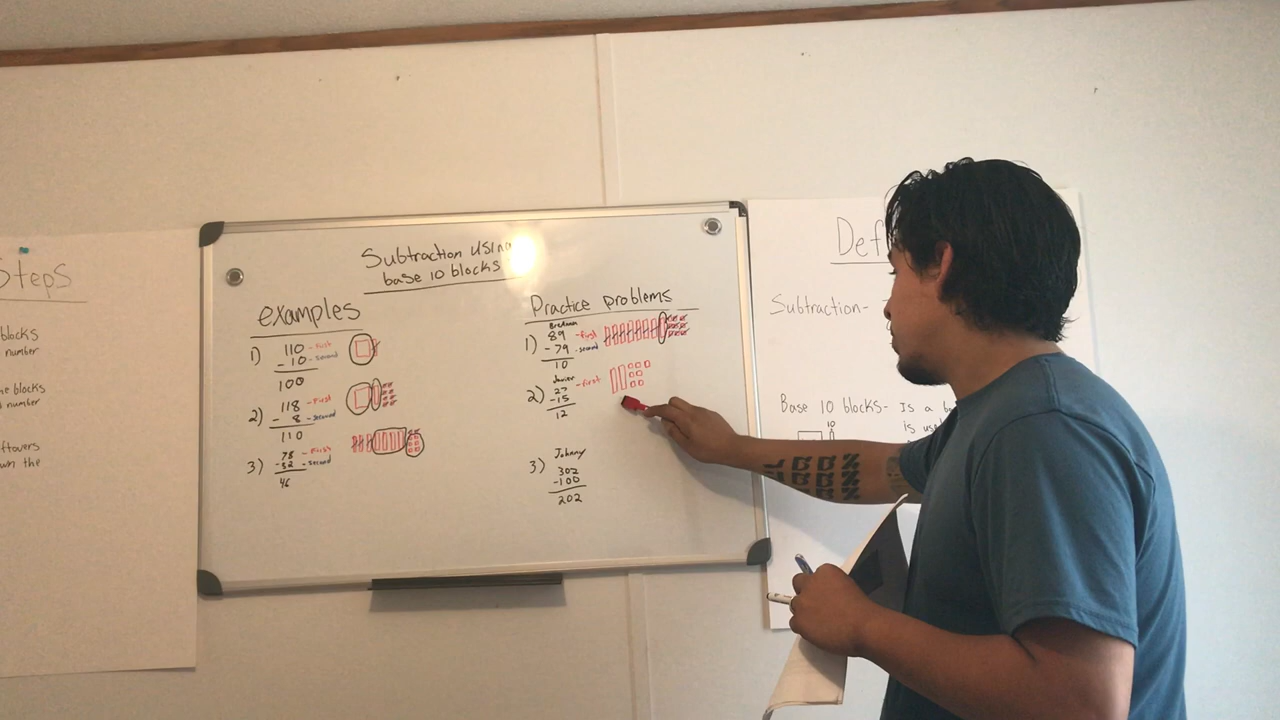 Steps
blocks
number
e blocks
d number
ftovers
wn the
Subtraction Using
base 10 blocks
examples
1) 110 - First
- 10 - second
100
2) 118 - First
- 8 - second
110
3) 78 - First
- 32 - second
46
Practice problems
Brednan
1) 89 - first
- 79 - second
10
Javier
2) 27 - first
- 15
12
Johnny
3) 302
- 100
202
Def
Subtraction-
Base 10 blocks- Is a b
is use
10